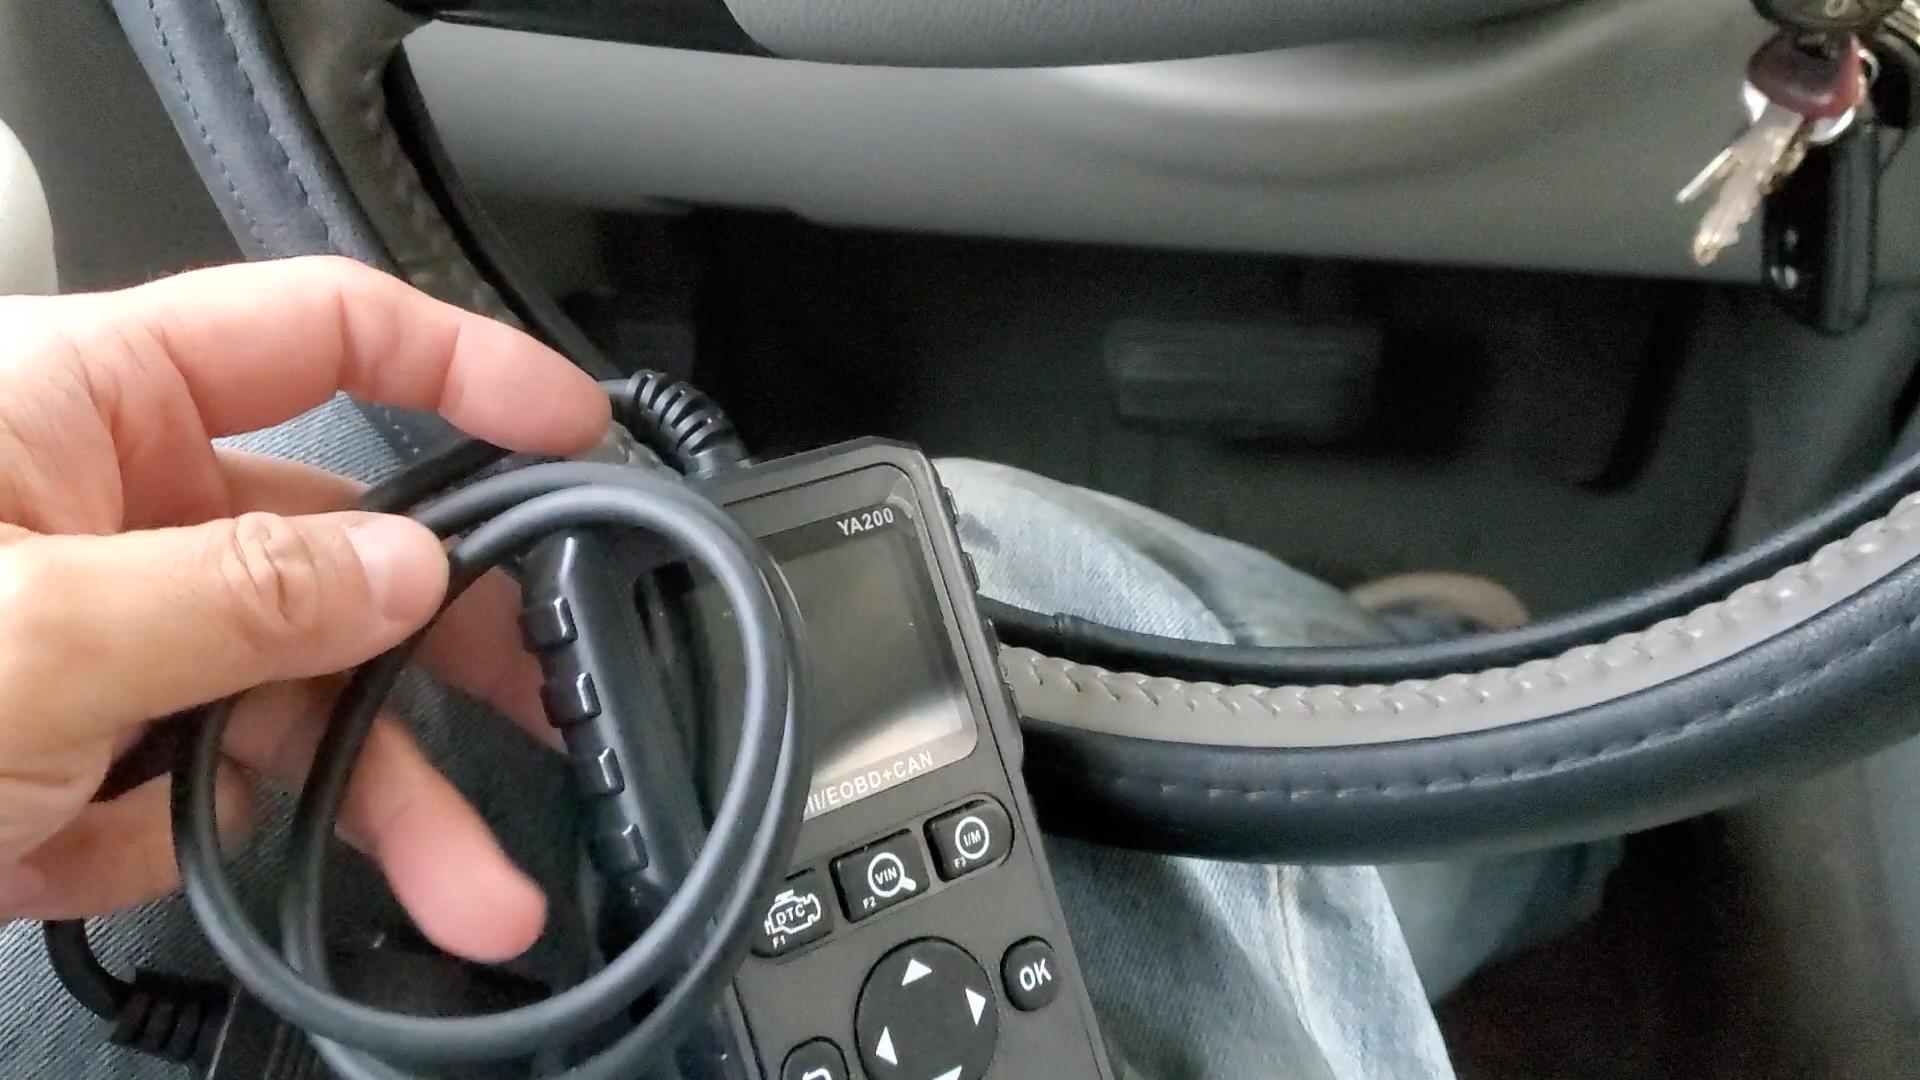 YA200
II/EOBD+CAN
I/M
F3
VIN
F2
DTC
F1
OK